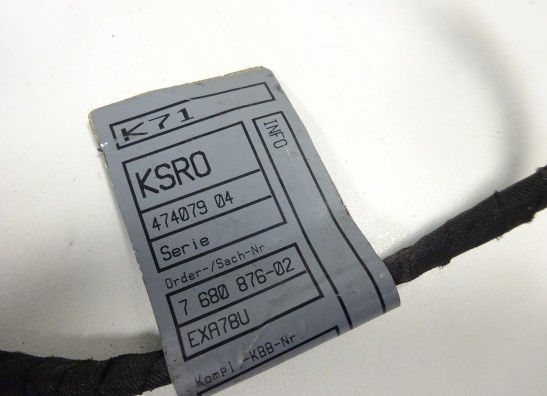 K71
INFO
KSRO
474079 04
Serie
Order-/Sach-Nr
7 680 876-02
EXA78U
Kompl.-KBB-Nr